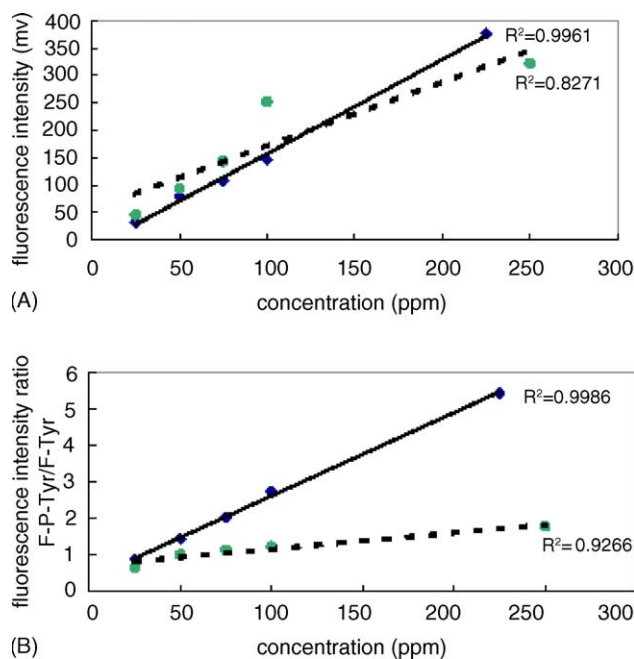 400
350
300
250
200
150
100
50
0
fluorescence intensity (mv)
R²=0.9961
R²=0.8271
0 50 100 150 200 250 300
(A) concentration (ppm)
6
5
4
3
2
1
0
fluorescence intensity ratio
F-P-Tyr/F-Tyr
R²=0.9986
R²=0.9266
0 50 100 150 200 250 300
(B) concentration (ppm)